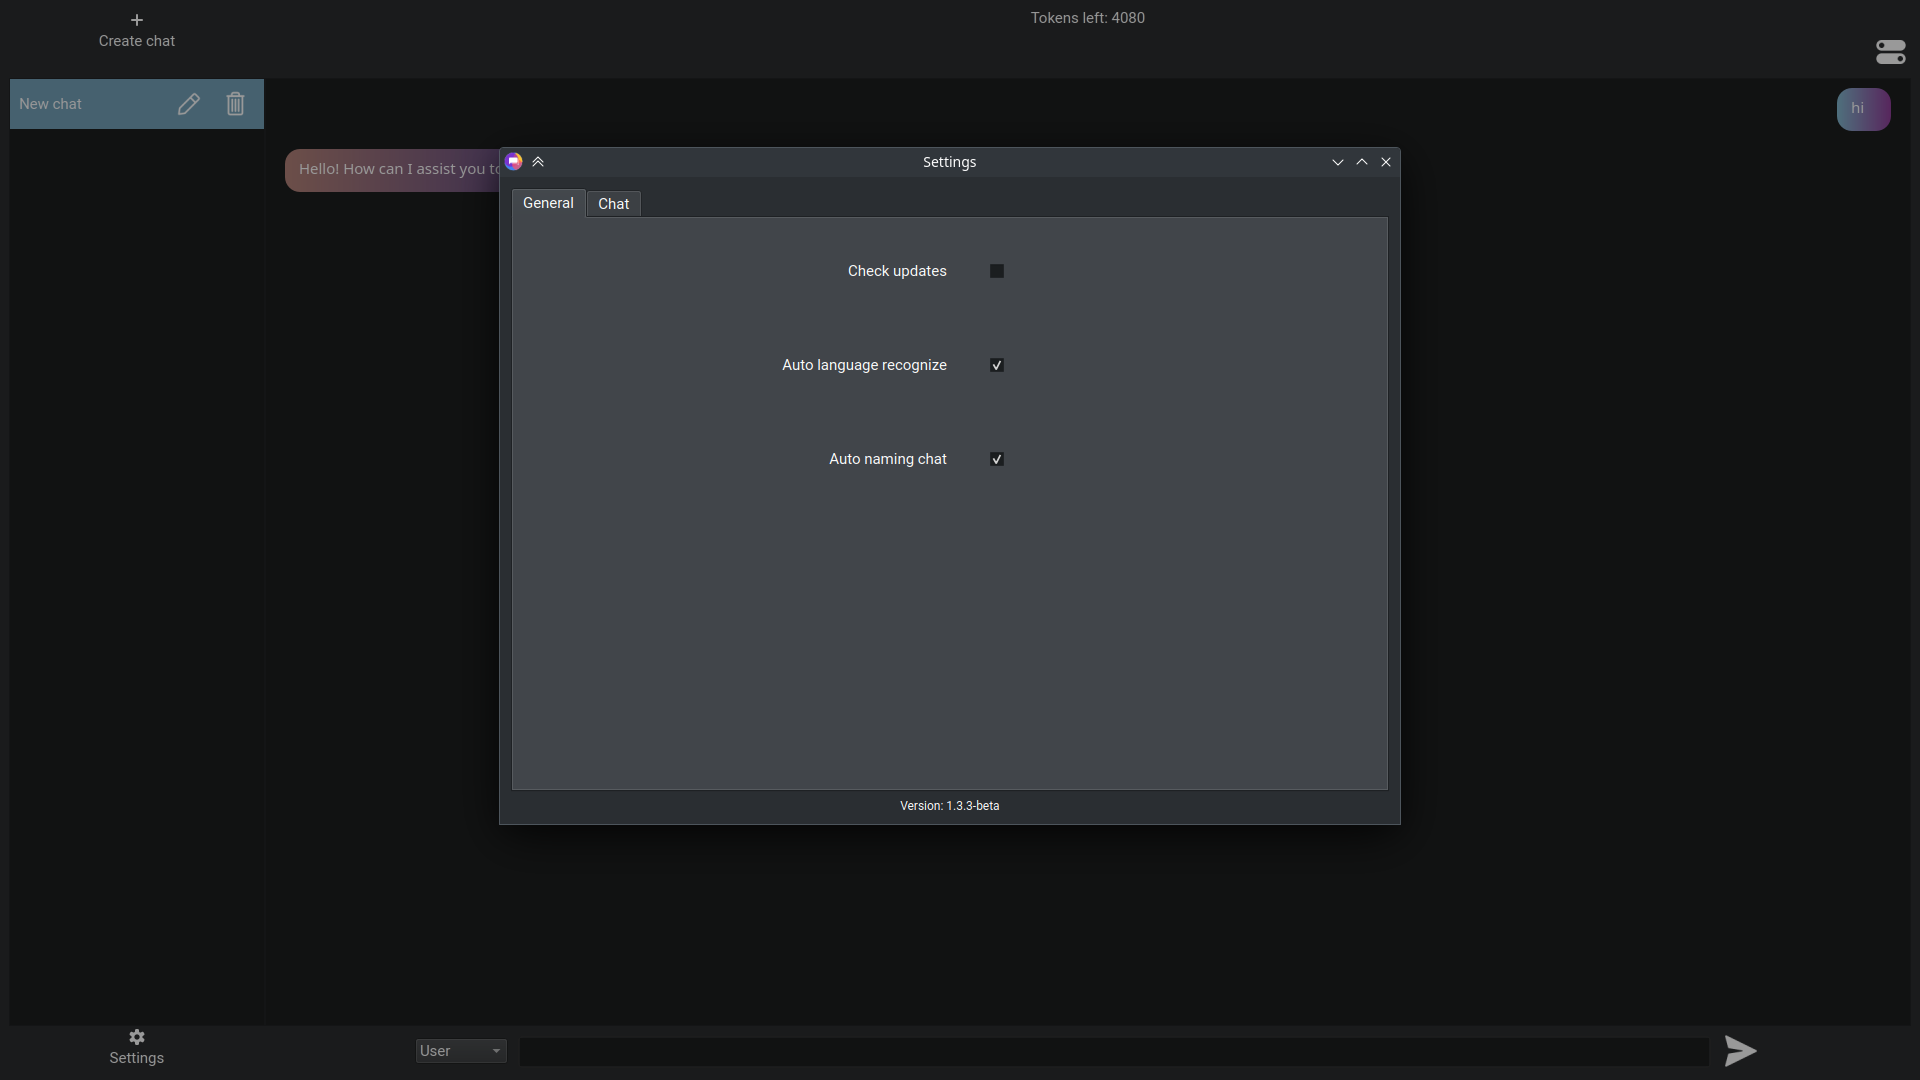 Create chat
Tokens left: 4080
New chat
hi
Hello! How can I assist you
Settings
General
Chat
Check updates
Auto language recognize
Auto naming chat
Version: 1.3.3-beta
Settings
User